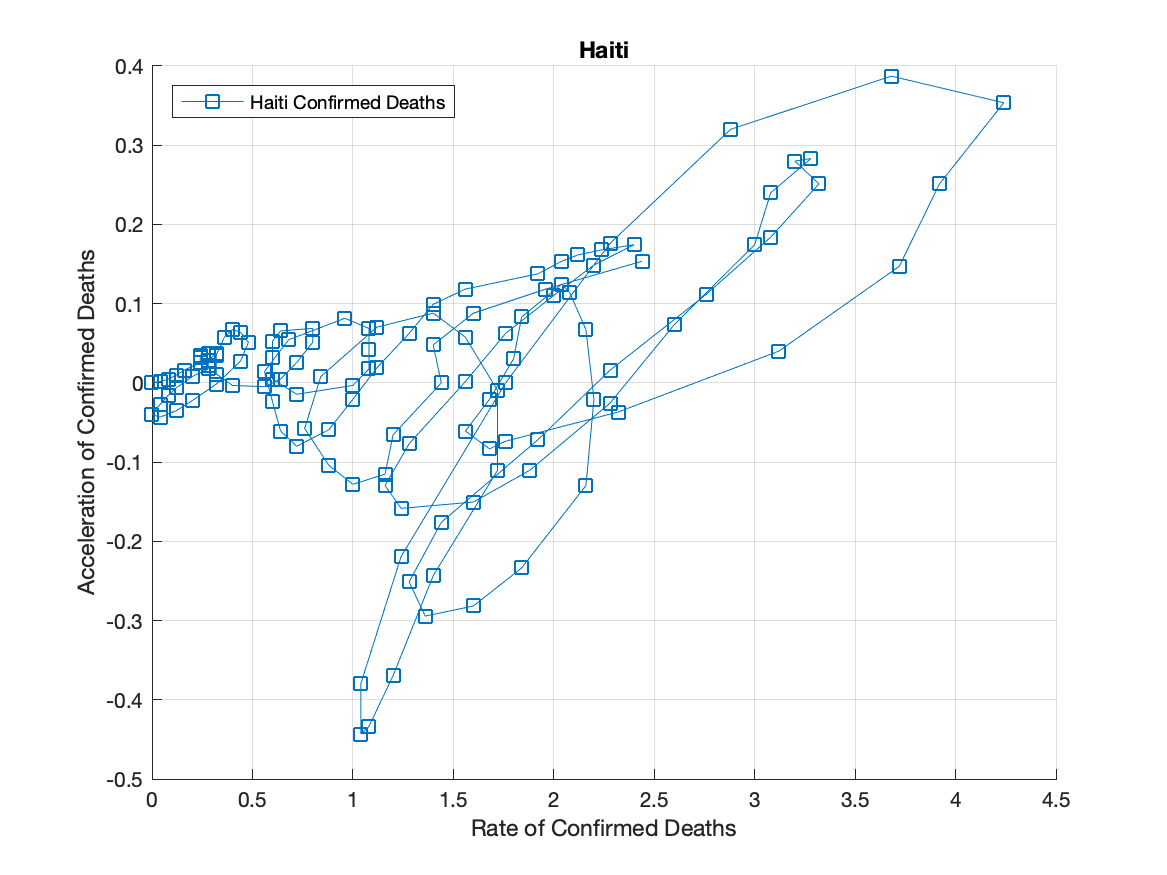 Haiti
Haiti Confirmed Deaths
0.4
0.3
0.2
0.1
0
-0.1
-0.2
-0.3
-0.4
-0.5
Acceleration of Confirmed Deaths
0 0.5 1 1.5 2 2.5 3 3.5 4 4.5
Rate of Confirmed Deaths